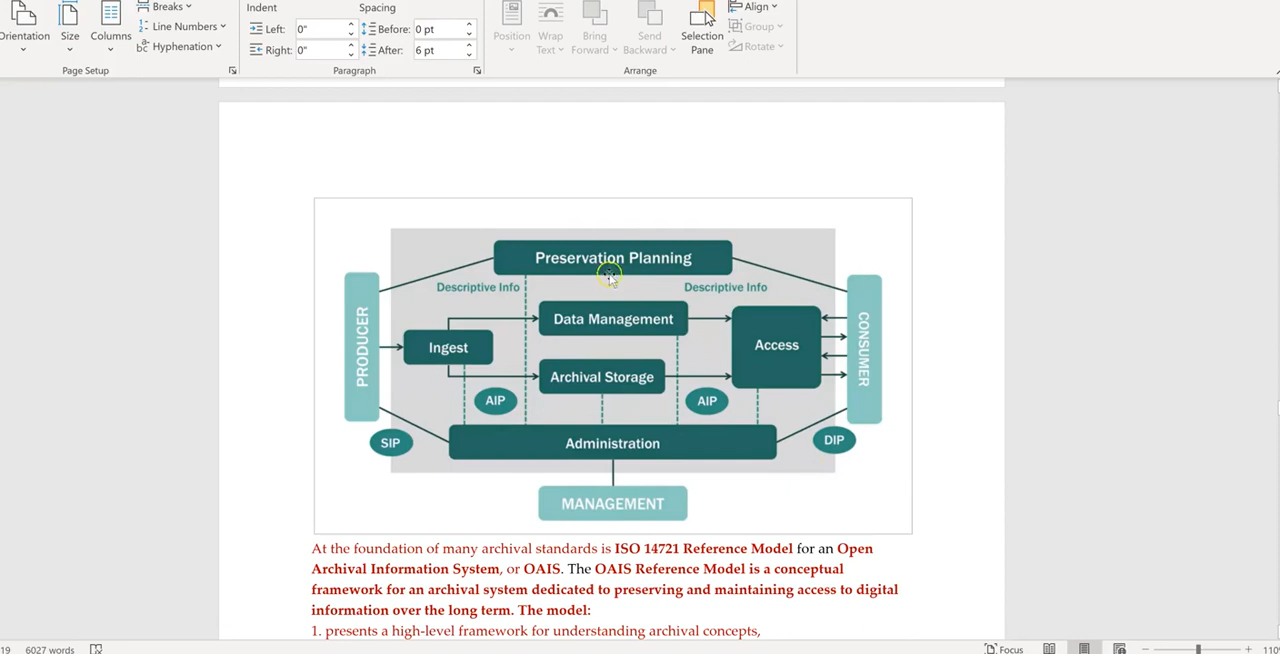 Orientation
Size
Columns
Breaks
Line Numbers
Hyphenation
Page Setup
Indent
Left: 0"
Right: 0"
Spacing
Before: 0 pt
After: 6 pt
Paragraph
Position
Wrap
Text
Bring
Forward
Send
Backward
Selection
Pane
Align
Group
Rotate
Arrange
Preservation Planning
Descriptive Info
Descriptive Info
PRODUCER
Ingest
Data Management
Archival Storage
Access
CONSUMER
AIP
AIP
SIP
Administration
DIP
MANAGEMENT
At the foundation of many archival standards is ISO 14721 Reference Model for an Open
Archival Information System, or OAIS. The OAIS Reference Model is a conceptual
framework for an archival system dedicated to preserving and maintaining access to digital
information over the long term. The model:
1. presents a high-level framework for understanding archival concepts,
19 6027 words
Focus
110